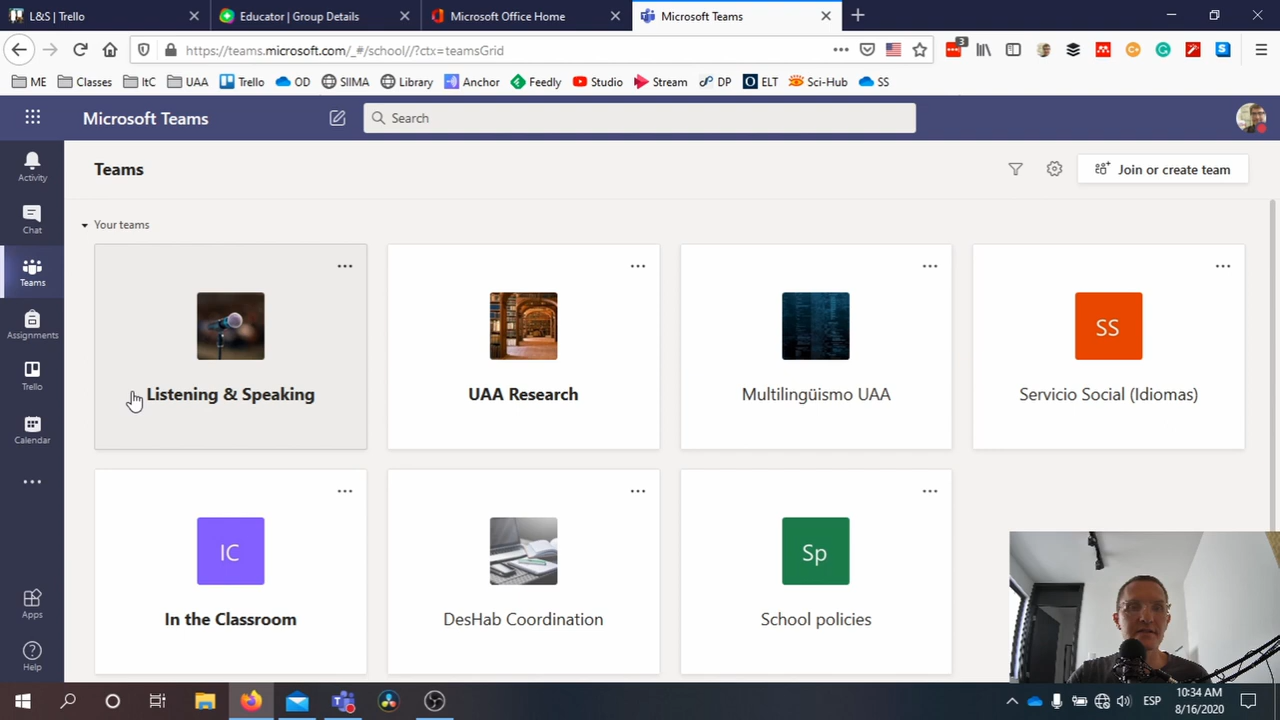 L&S | Trello
Educator | Group Details
Microsoft Office Home
Microsoft Teams
https://teams.microsoft.com/_#/school//?ctx=teamsGrid
3
ME Classes ItC UAA Trello OD SIIMA Library Anchor Feedly Studio Stream DP ELT Sci-Hub SS
Microsoft Teams
Search
Activity
Chat
Teams
Assignments
Trello
Calendar
Apps
Help
Teams
Join or create team
Your teams
Listening & Speaking
UAA Research
Multilingüismo UAA
SS
Servicio Social (Idiomas)
IC
In the Classroom
DesHab Coordination
Sp
School policies
ESP
10:34 AM
8/16/2020